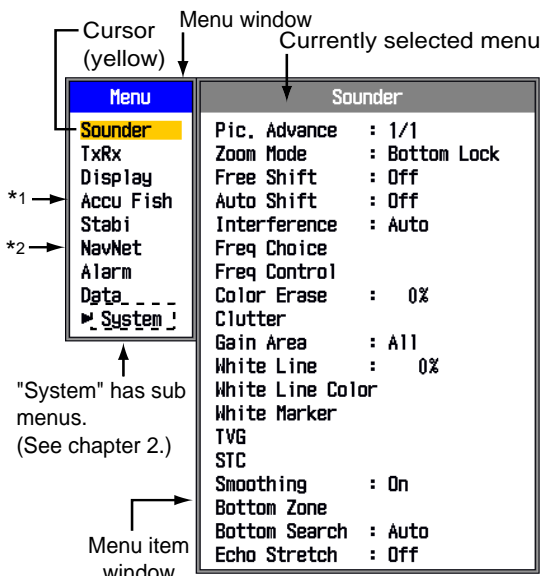 Cursor
(yellow)
Menu window
Currently selected menu
Menu
Sounder
TxRx
Display
*1 Accu Fish
Stabi
*2 NavNet
Alarm
Data
System
"System" has sub
menus.
(See chapter 2.)
Menu item
window
Sounder
Pic. Advance : 1/1
Zoom Mode : Bottom Lock
Free Shift : Off
Auto Shift : Off
Interference : Auto
Freq Choice
Freq Control
Color Erase : 0%
Clutter
Gain Area : All
White Line : 0%
White Line Color
White Marker
TVG
STC
Smoothing : On
Bottom Zone
Bottom Search : Auto
Echo Stretch : Off